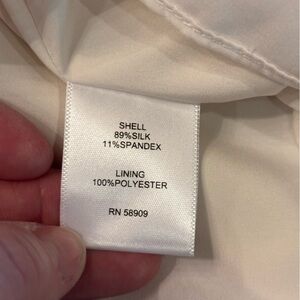 SHELL
89%SILK
11%SPANDEX
LINING
100%POLYESTER
RN 58909